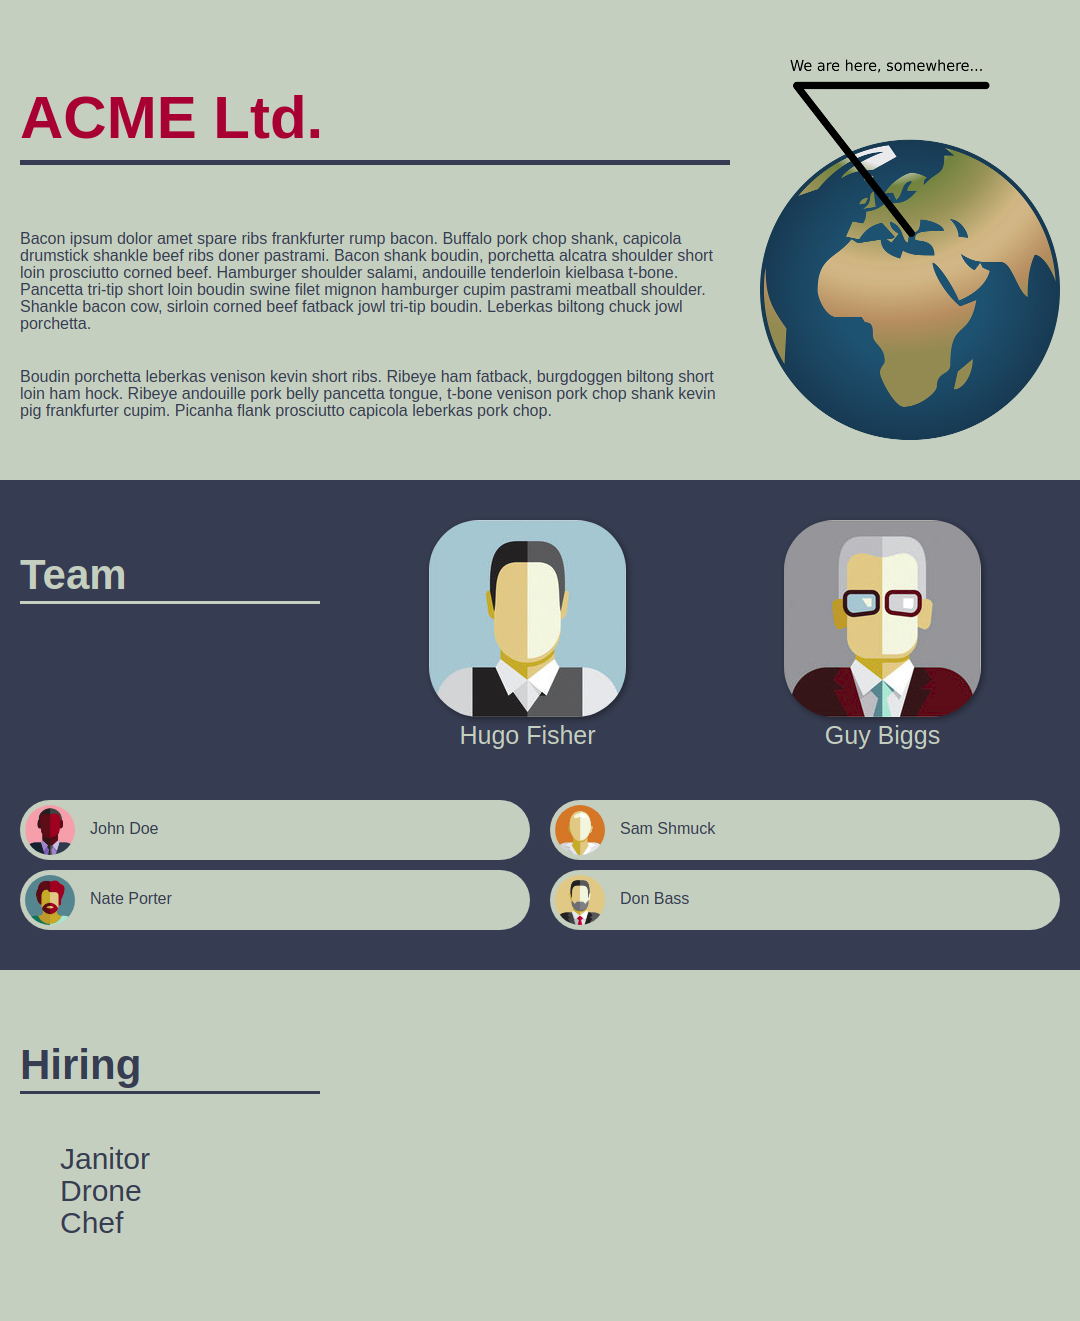 We are here, somewhere...
ACME Ltd.
Bacon ipsum dolor amet spare ribs frankfurter rump bacon. Buffalo pork chop shank, capicola
drumstick shankle beef ribs doner pastrami. Bacon shank boudin, porchetta alcatra shoulder short
loin prosciutto corned beef. Hamburger shoulder salami, andouille tenderloin kielbasa t-bone.
Pancetta tri-tip short loin boudin swine filet mignon hamburger cupim pastrami meatball shoulder.
Shankle bacon cow, sirloin corned beef fatback jowl tri-tip boudin. Leberkas biltong chuck jowl
porchetta.
Boudin porchetta leberkas venison kevin short ribs. Ribeye ham fatback, burgdoggen biltong short
loin ham hock. Ribeye andouille pork belly pancetta tongue, t-bone venison pork chop shank kevin
pig frankfurter cupim. Picanha flank prosciutto capicola leberkas pork chop.
Team
Hugo Fisher
Guy Biggs
John Doe
Sam Shmuck
Nate Porter
Don Bass
Hiring
Janitor
Drone
Chef